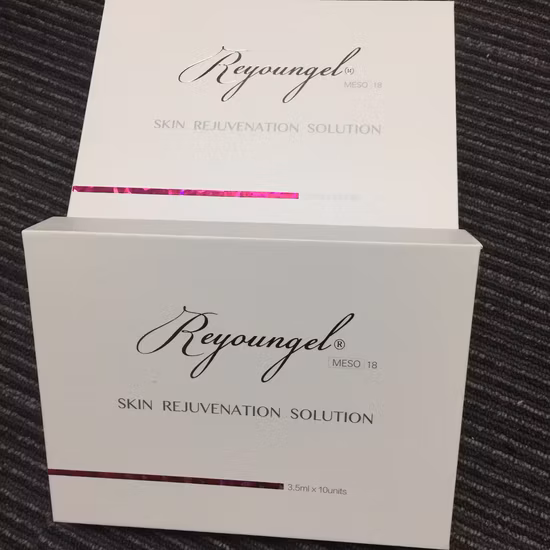 Reyoungel®
MESO 18
SKIN REJUVENATION SOLUTION
Reyoungel®
MESO 18
SKIN REJUVENATION SOLUTION
3.5ml x 10units